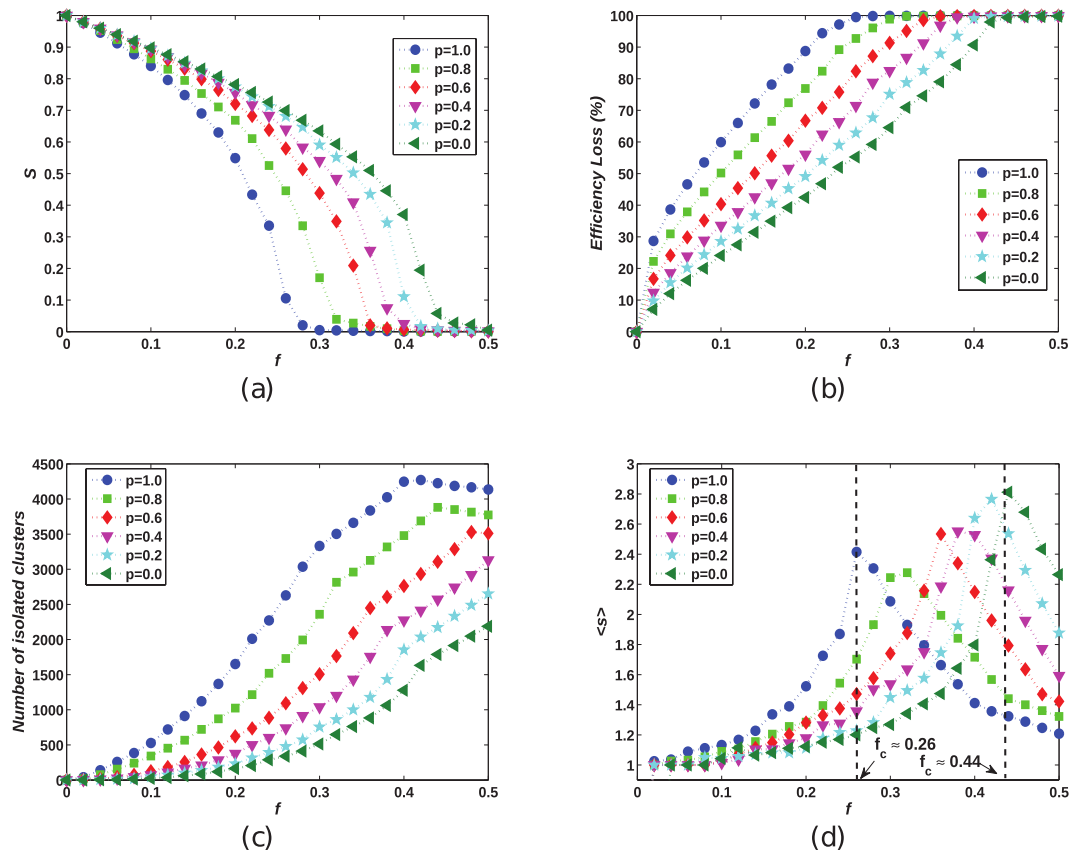 1
0.9
0.8
0.7
0.6
0.5
0.4
0.3
0.2
0.1
0
S
p=1.0
p=0.8
p=0.6
p=0.4
p=0.2
p=0.0
0 0.1 0.2 0.3 0.4 0.5
f
(a)
100
90
80
70
60
50
40
30
20
10
0
Efficiency Loss (%)
p=1.0
p=0.8
p=0.6
p=0.4
p=0.2
p=0.0
0 0.1 0.2 0.3 0.4 0.5
f
(b)
4500
4000
3500
3000
2500
2000
1500
1000
500
0
Number of isolated clusters
p=1.0
p=0.8
p=0.6
p=0.4
p=0.2
p=0.0
0 0.1 0.2 0.3 0.4 0.5
f
(c)
3
2.8
2.6
2.4
2.2
2
1.8
1.6
1.4
1.2
1
<s>
p=1.0
p=0.8
p=0.6
p=0.4
p=0.2
p=0.0
fc ≈ 0.26
fc ≈ 0.44
0 0.1 0.2 0.3 0.4 0.5
f
(d)